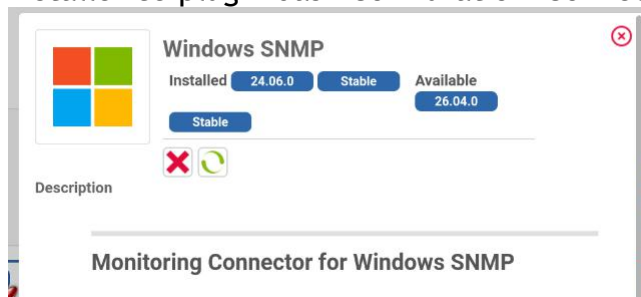 Windows SNMP
Installed 24.06.0 Stable Available
26.04.0
Stable
Description
Monitoring Connector for Windows SNMP